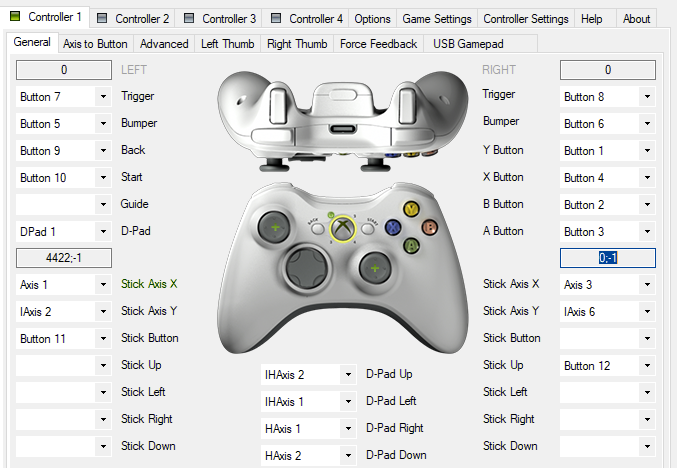 Controller 1 Controller 2 Controller 3 Controller 4 Options Game Settings Controller Settings Help About
General Axis to Button Advanced Left Thumb Right Thumb Force Feedback USB Gamepad
0 LEFT RIGHT 0
Button 7 Trigger Trigger Button 8
Button 5 Bumper Bumper Button 6
Button 9 Back Y Button Button 1
Button 10 Start X Button Button 4
Guide B Button Button 2
DPad 1 D-Pad A Button Button 3
BACK START
Y
X B
A
4422;-1 0;-1
Axis 1 Stick Axis X Stick Axis X Axis 3
IAxis 2 Stick Axis Y Stick Axis Y IAxis 6
Button 11 Stick Button Stick Button
Stick Up Stick Up Button 12
IHAxis 2 D-Pad Up
Stick Left Stick Left
IHAxis 1 D-Pad Left
Stick Right Stick Right
HAxis 1 D-Pad Right
Stick Down Stick Down
HAxis 2 D-Pad Down